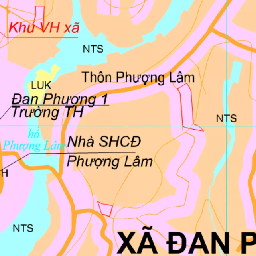 Khu VH xã
NTS
Thôn Phượng Lâm
LUK
Đan Phượng 1
Trường TH
hồ
Phượng Lâm
Nhà SHCĐ
Phượng Lâm
NTS
H
NTS
XÃ ĐAN P